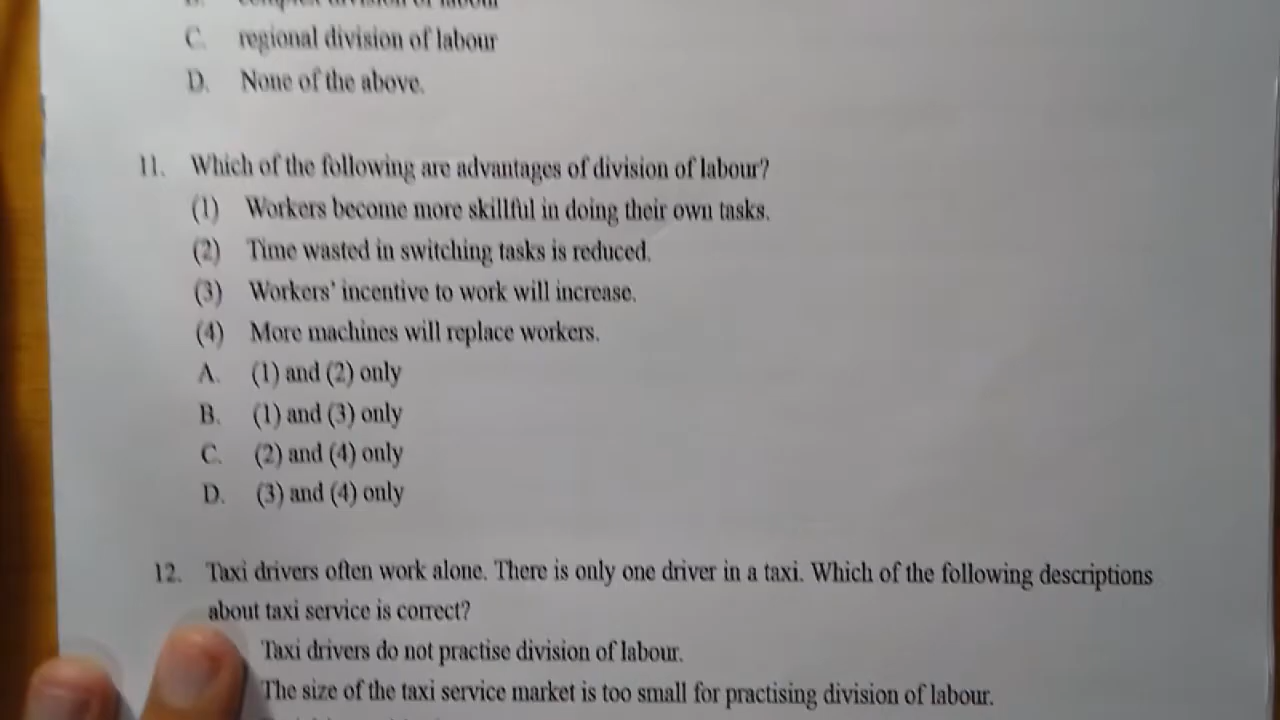 C. regional division of labour
D. None of the above.
11. Which of the following are advantages of division of labour?
(1) Workers become more skillful in doing their own tasks.
(2) Time wasted in switching tasks is reduced.
(3) Workers' incentive to work will increase.
(4) More machines will replace workers.
A. (1) and (2) only
B. (1) and (3) only
C. (2) and (4) only
D. (3) and (4) only
12. Taxi drivers often work alone. There is only one driver in a taxi. Which of the following descriptions
about taxi service is correct?
Taxi drivers do not practise division of labour.
The size of the taxi service market is too small for practising division of labour.